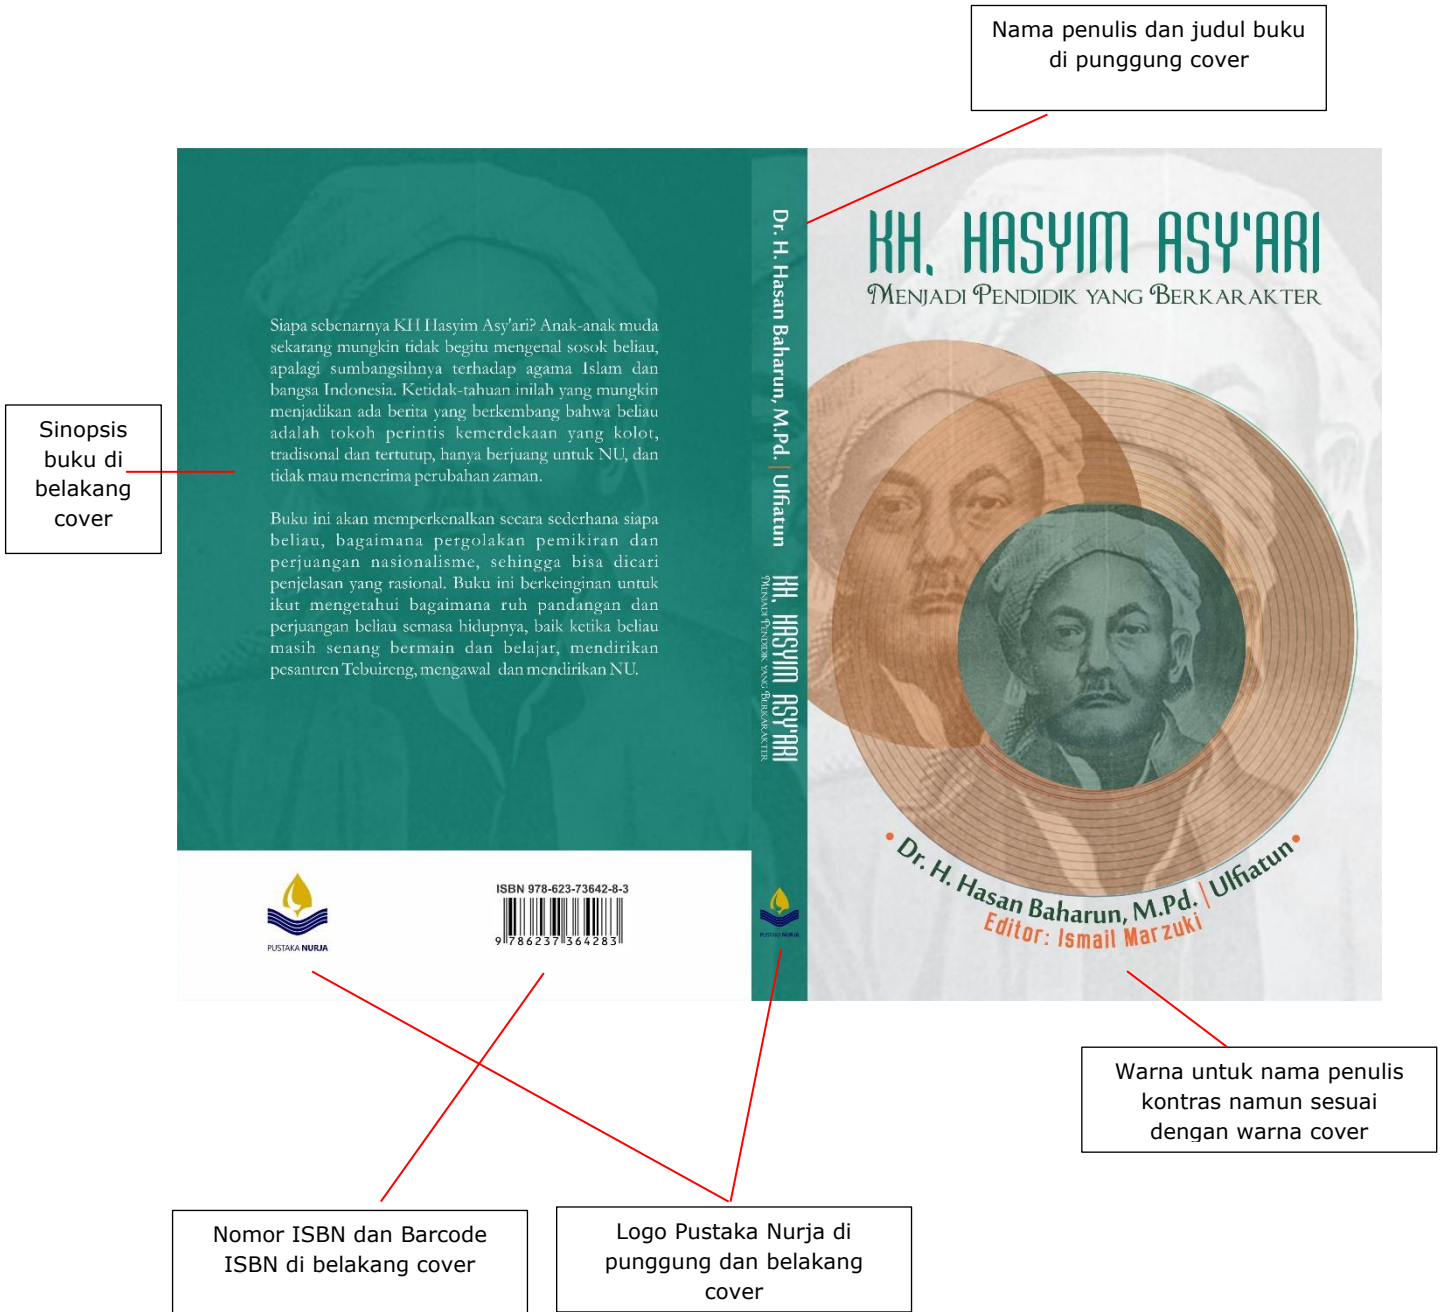 Nama penulis dan judul buku
di punggung cover
KH. HASYIM ASY'ARI
MENJADI PENDIDIK YANG BERKARAKTER
Dr. H. Hasan Baharun, M.Pd. | Ulfiatun
Editor: Ismail Marzuki
Dr. H. Hasan Baharun, M.Pd. | Ulfiatun
KH. HASYIM ASY'ARI
MENJADI PENDIDIK YANG BERKARAKTER
PUSTAKA NURJA
Siapa sebenarnya KH Hasyim Asy'ari? Anak-anak muda
sekarang mungkin tidak begitu mengenal sosok beliau,
apalagi sumbangsihnya terhadap agama Islam dan
bangsa Indonesia. Ketidak-tahuan inilah yang mungkin
menjadikan ada berita yang berkembang bahwa beliau
adalah tokoh perintis kemerdekaan yang kolot,
tradisonal dan tertutup, hanya berjuang untuk NU, dan
tidak mau menerima perubahan zaman.
Buku ini akan memperkenalkan secara sederhana siapa
beliau, bagaimana pergolakan pemikiran dan
perjuangan nasionalisme, sehingga bisa dicari
penjelasan yang rasional. Buku ini berkeinginan untuk
ikut mengetahui bagaimana ruh pandangan dan
perjuangan beliau semasa hidupnya, baik ketika beliau
masih senang bermain dan belajar, mendirikan
pesantren Tebuireng, mengawal dan mendirikan NU.
PUSTAKA NURJA
ISBN 978-623-73642-8-3
9 786237 364283
Sinopsis
buku di
belakang
cover
Warna untuk nama penulis
kontras namun sesuai
dengan warna cover
Nomor ISBN dan Barcode
ISBN di belakang cover
Logo Pustaka Nurja di
punggung dan belakang
cover